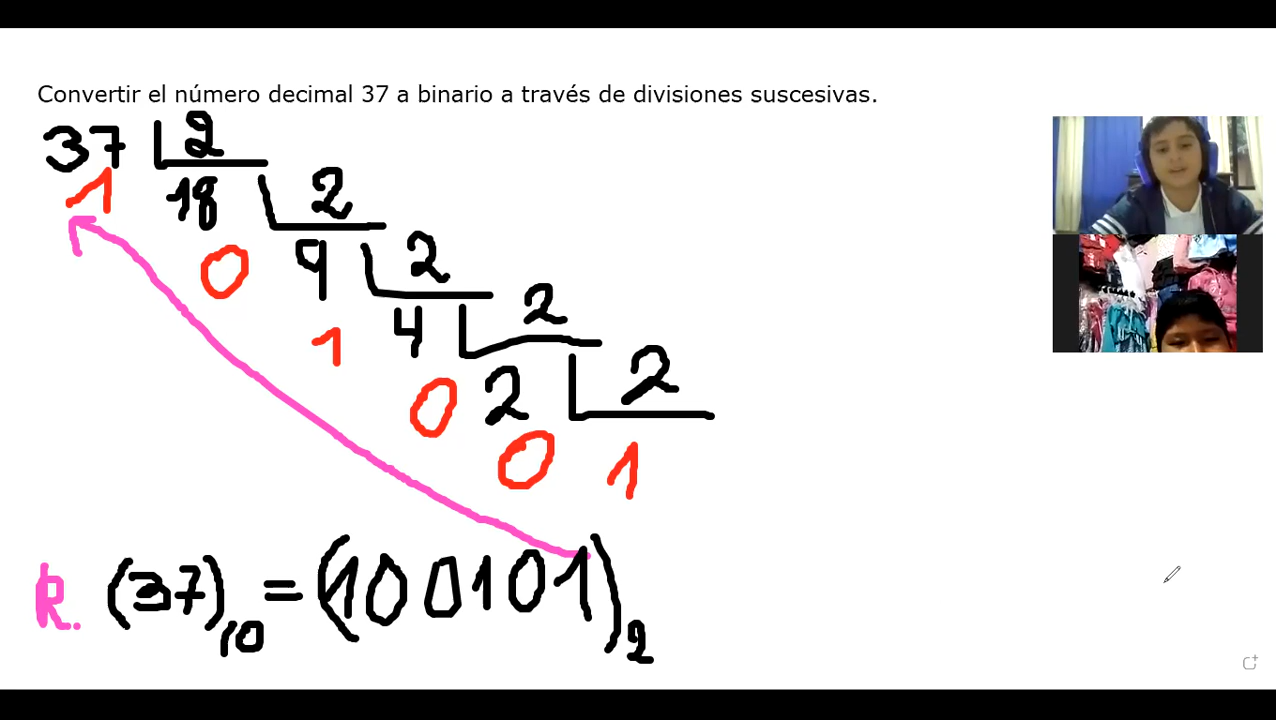 Convertir el número decimal 37 a binario a través de divisiones suscesivas.
37 2
1 18 2
0 9 2
1 4 2
0 2 2
0 1
R. (37)10 = (100101)2